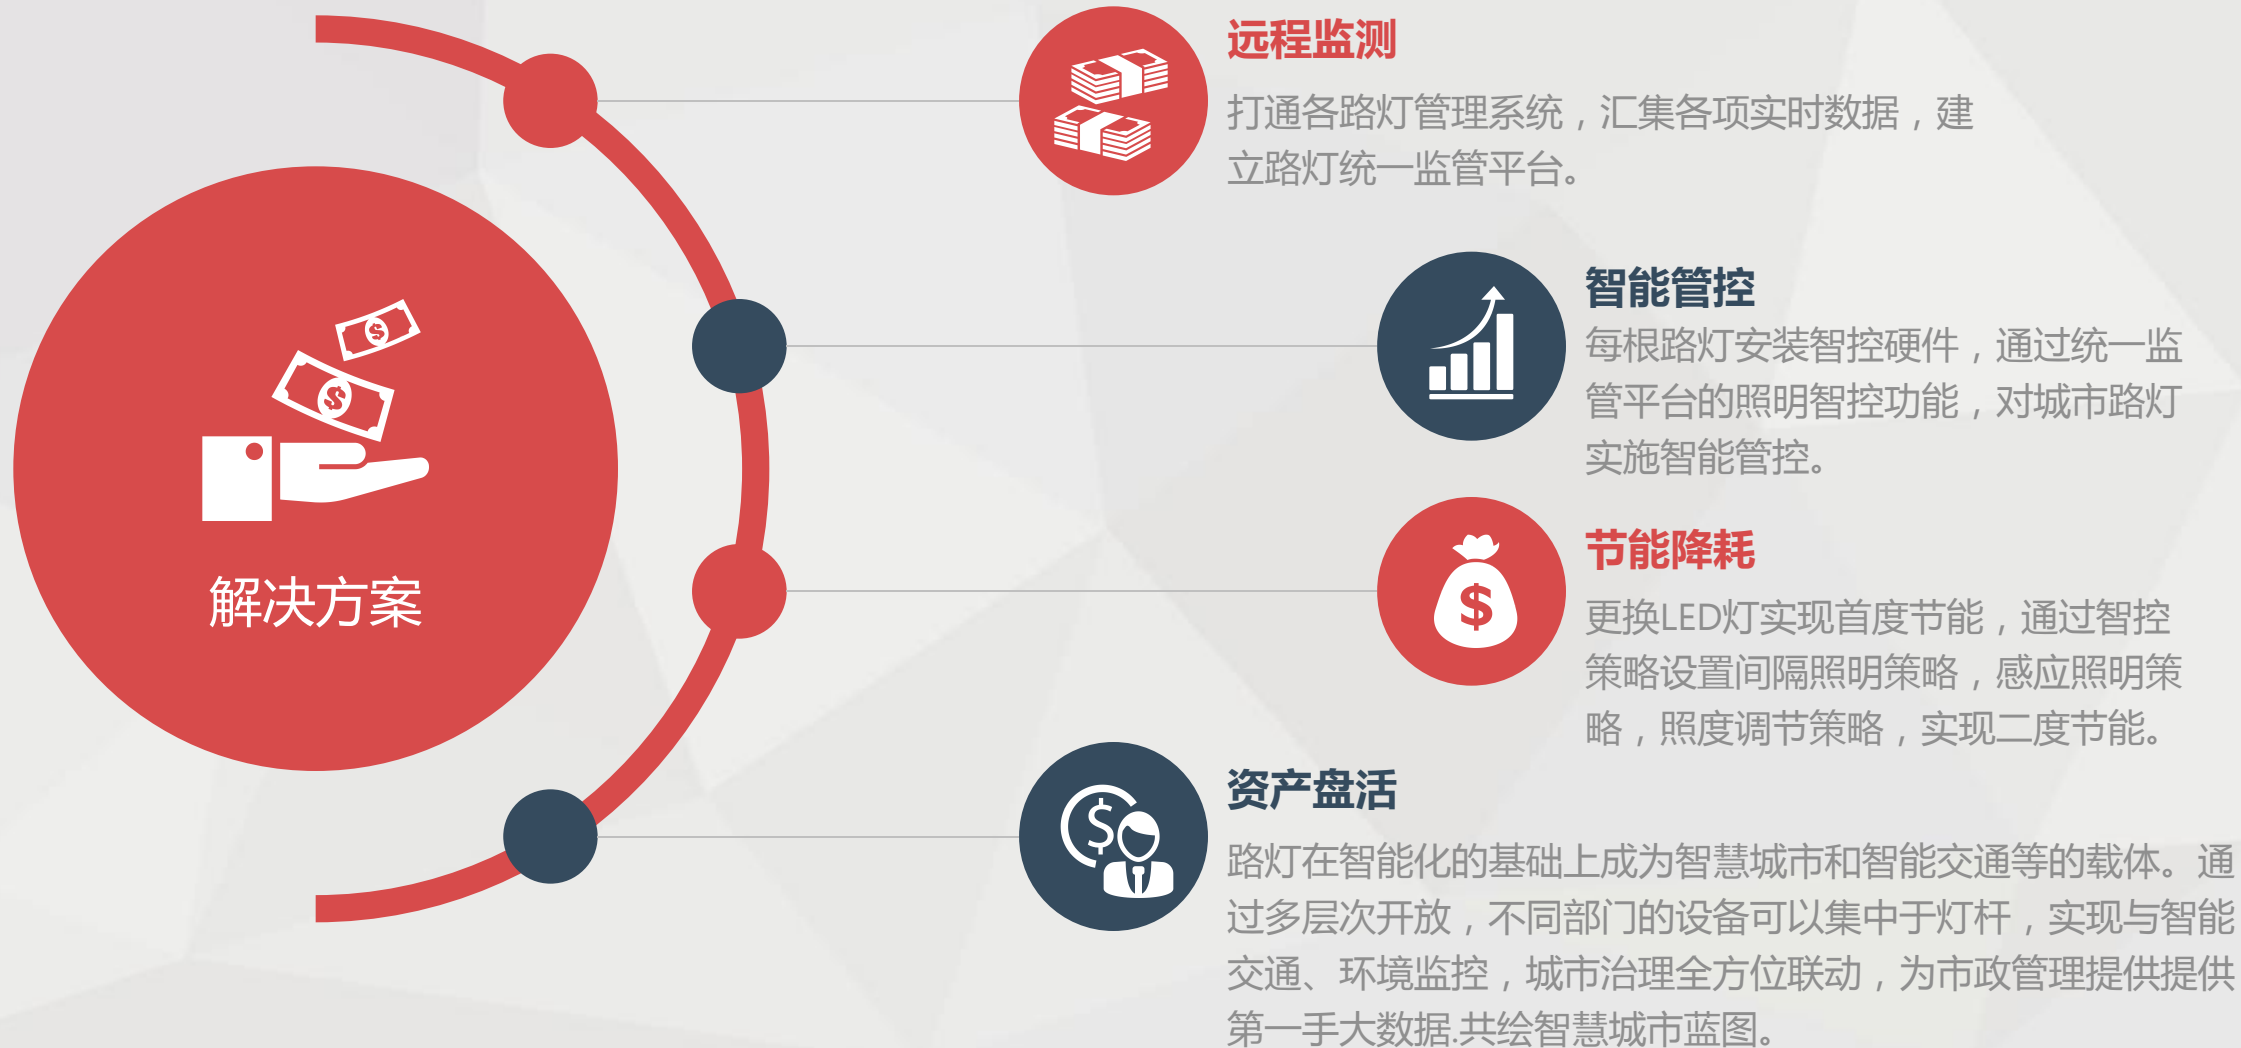 解决方案
远程监测
打通各路灯管理系统，汇集各项实时数据，建
立路灯统一监管平台。
智能管控
每根路灯安装智控硬件，通过统一监
管平台的照明智控功能，对城市路灯
实施智能管控。
节能降耗
更换LED灯实现首度节能，通过智控
策略设置间隔照明策略，感应照明策
略，照度调节策略，实现二度节能。
资产盘活
路灯在智能化的基础上成为智慧城市和智能交通等的载体。通
过多层次开放，不同部门的设备可以集中于灯杆，实现与智能
交通、环境监控，城市治理全方位联动，为市政管理提供提供
第一手大数据.共绘智慧城市蓝图。